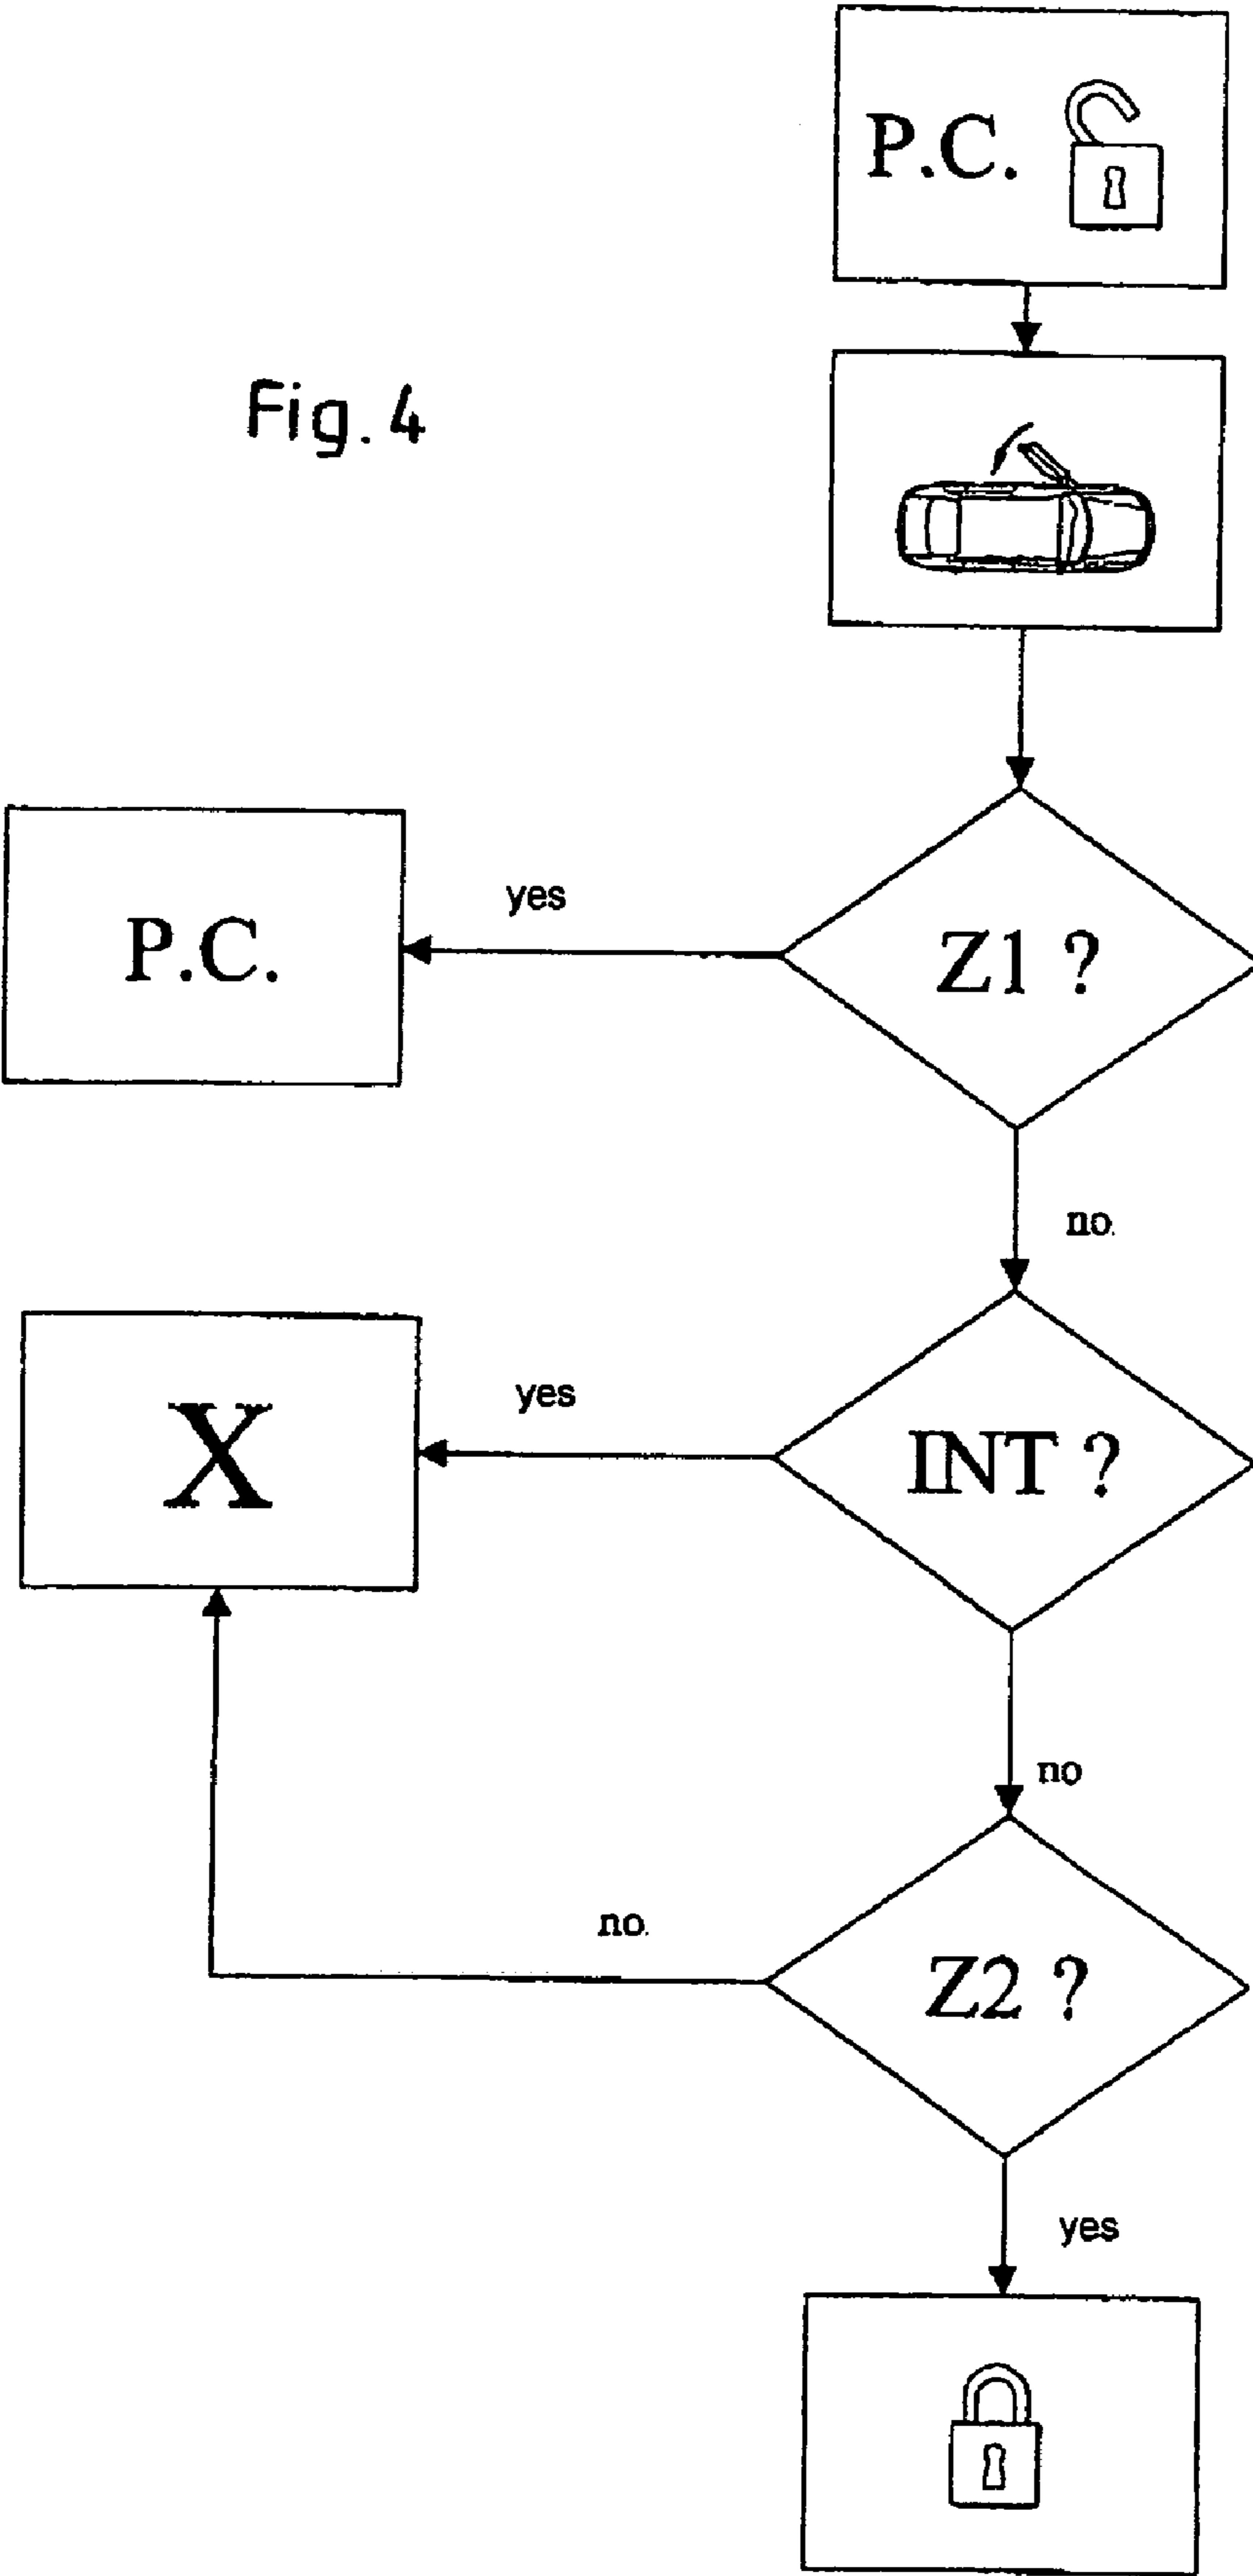 P.C.
Fig. 4
Z1 ?
yes
P.C.
no.
INT ?
yes
X
no
Z2 ?
no.
yes